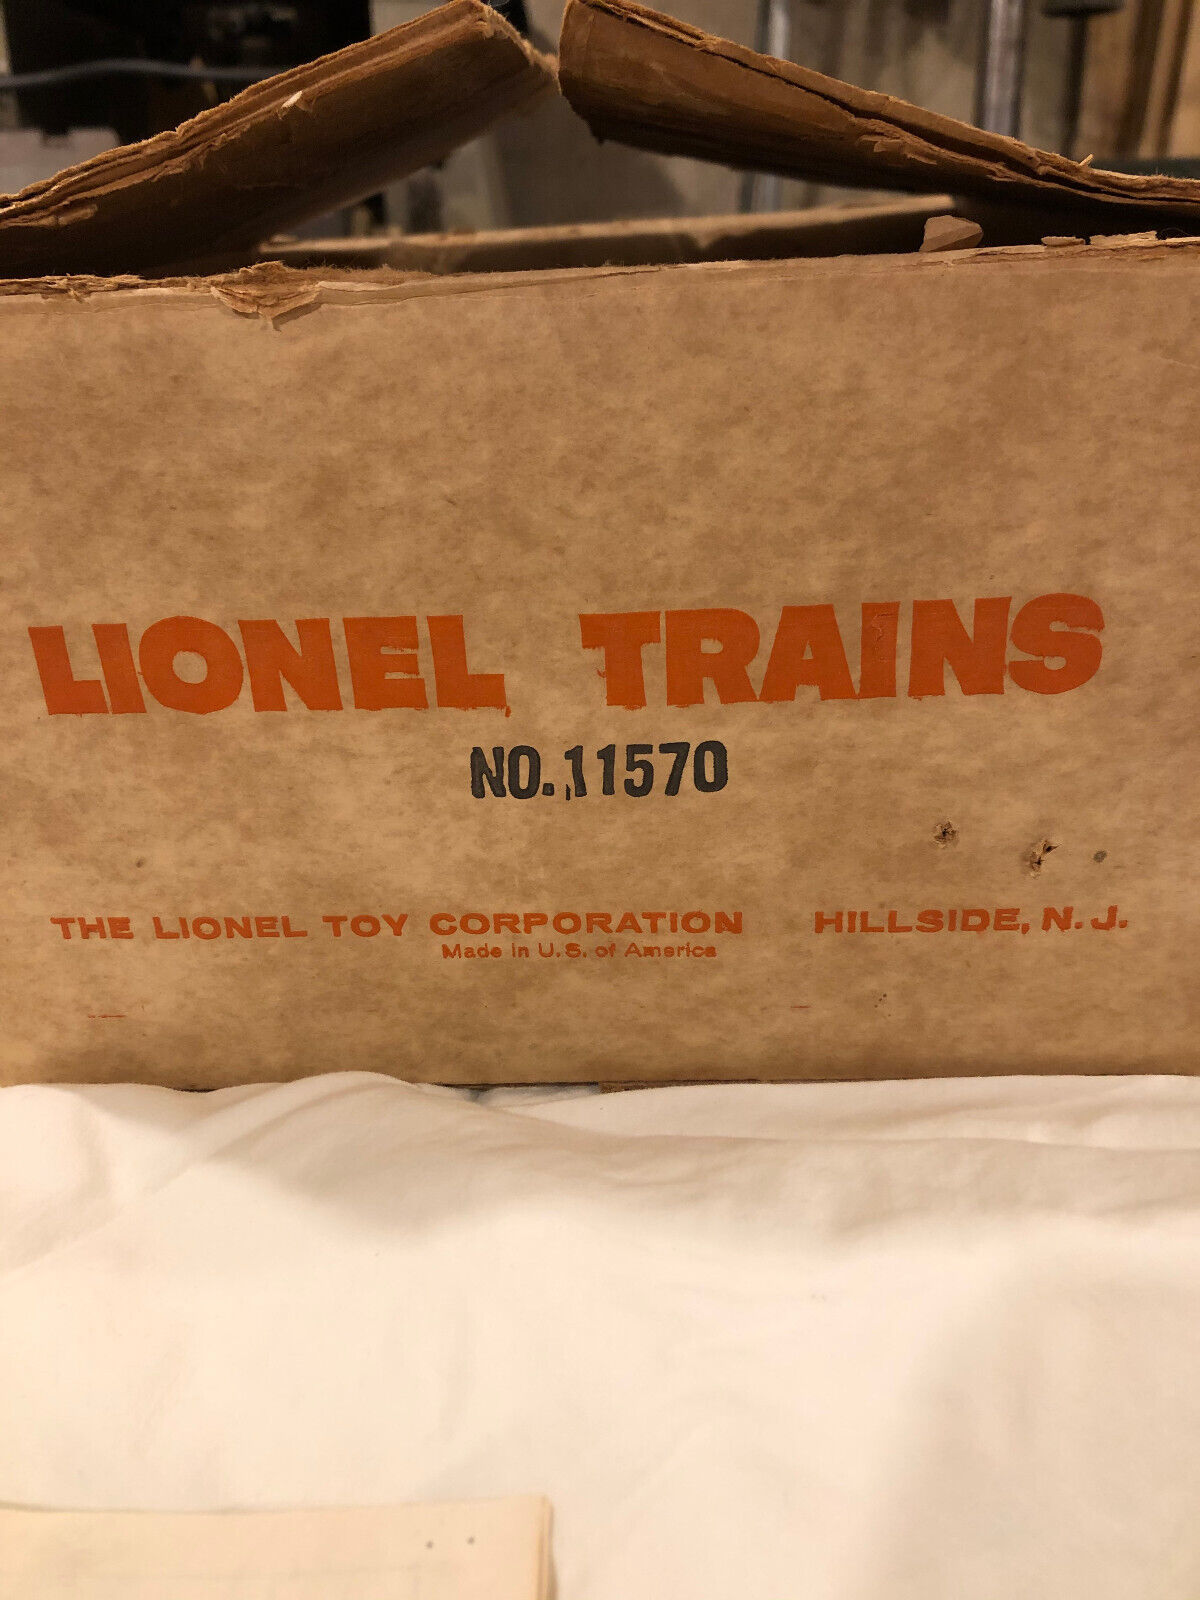 LIONEL TRAINS
NO. 11570
THE LIONEL TOY CORPORATION HILLSIDE, N. J.
Made in U. S. of America